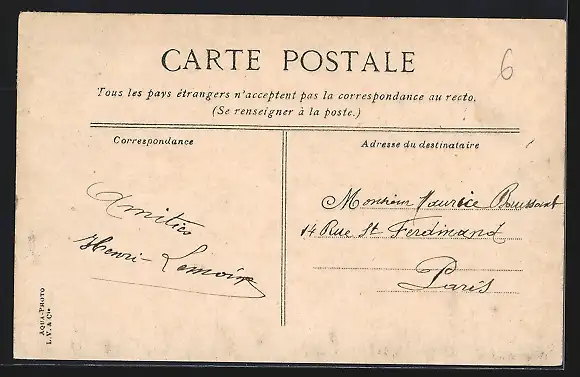 6
CARTE POSTALE
Tous les pays étrangers n'acceptent pas la correspondance au recto.
(Se renseigner à la poste.)
Correspondance
Amitiés
Henri Lemoine
Adresse du destinataire
Monsieur Maurice Boussard
14 Rue St Ferdinand
Paris
AQUA-PHOTO
L. V. & Cie